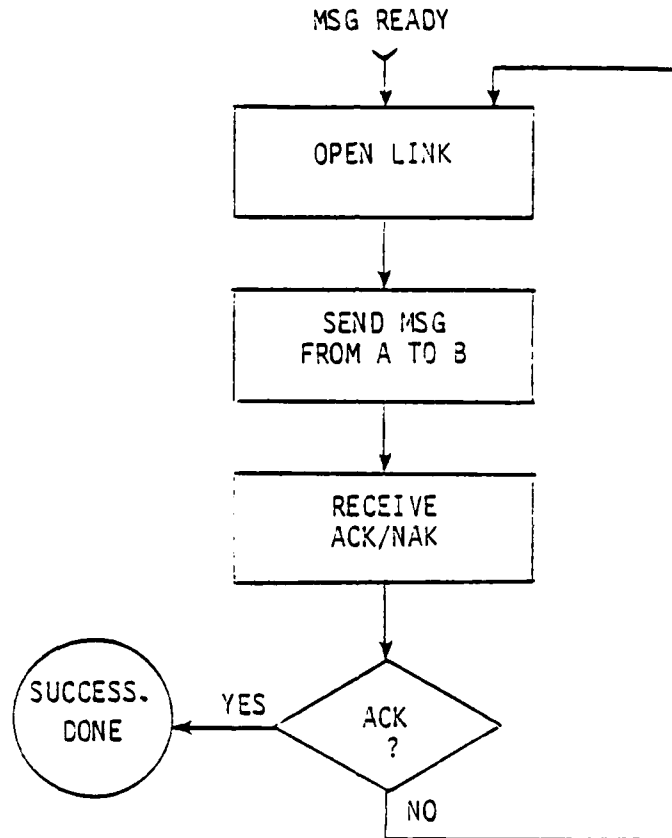 MSG READY
OPEN LINK
SEND MSG
FROM A TO B
RECEIVE
ACK/NAK
SUCCESS.
DONE
YES
ACK
?
NO